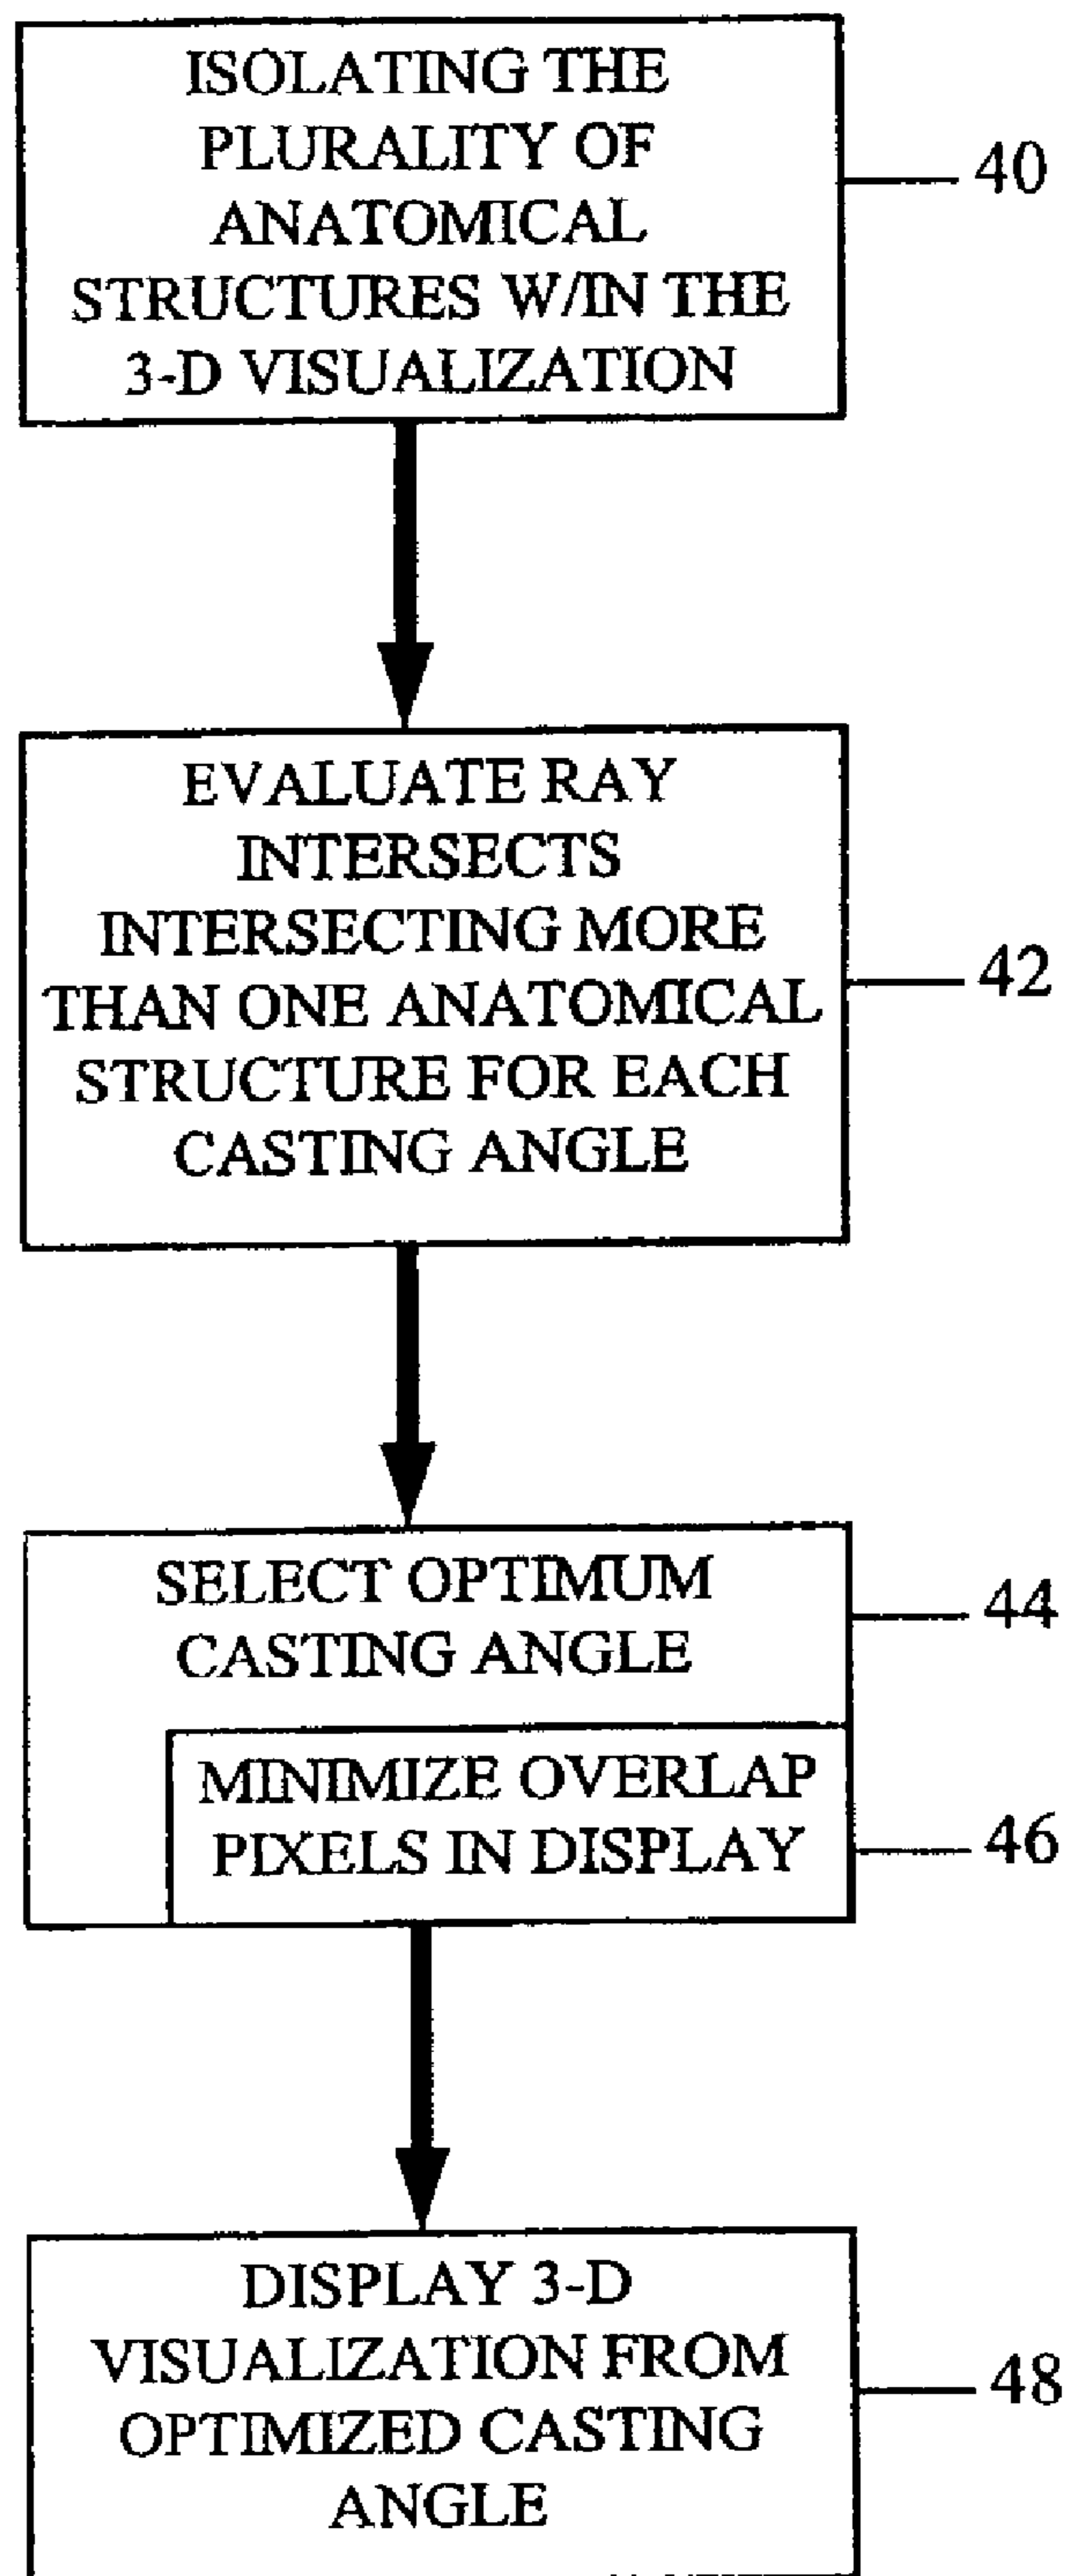 ISOLATING THE
PLURALITY OF
ANATOMICAL
STRUCTURES W/IN THE
3-D VISUALIZATION
40
EVALUATE RAY
INTERSECTS
INTERSECTING MORE
THAN ONE ANATOMICAL
STRUCTURE FOR EACH
CASTING ANGLE
42
SELECT OPTIMUM
CASTING ANGLE
44
MINIMIZE OVERLAP
PIXELS IN DISPLAY
46
DISPLAY 3-D
VISUALIZATION FROM
OPTIMIZED CASTING
ANGLE
48